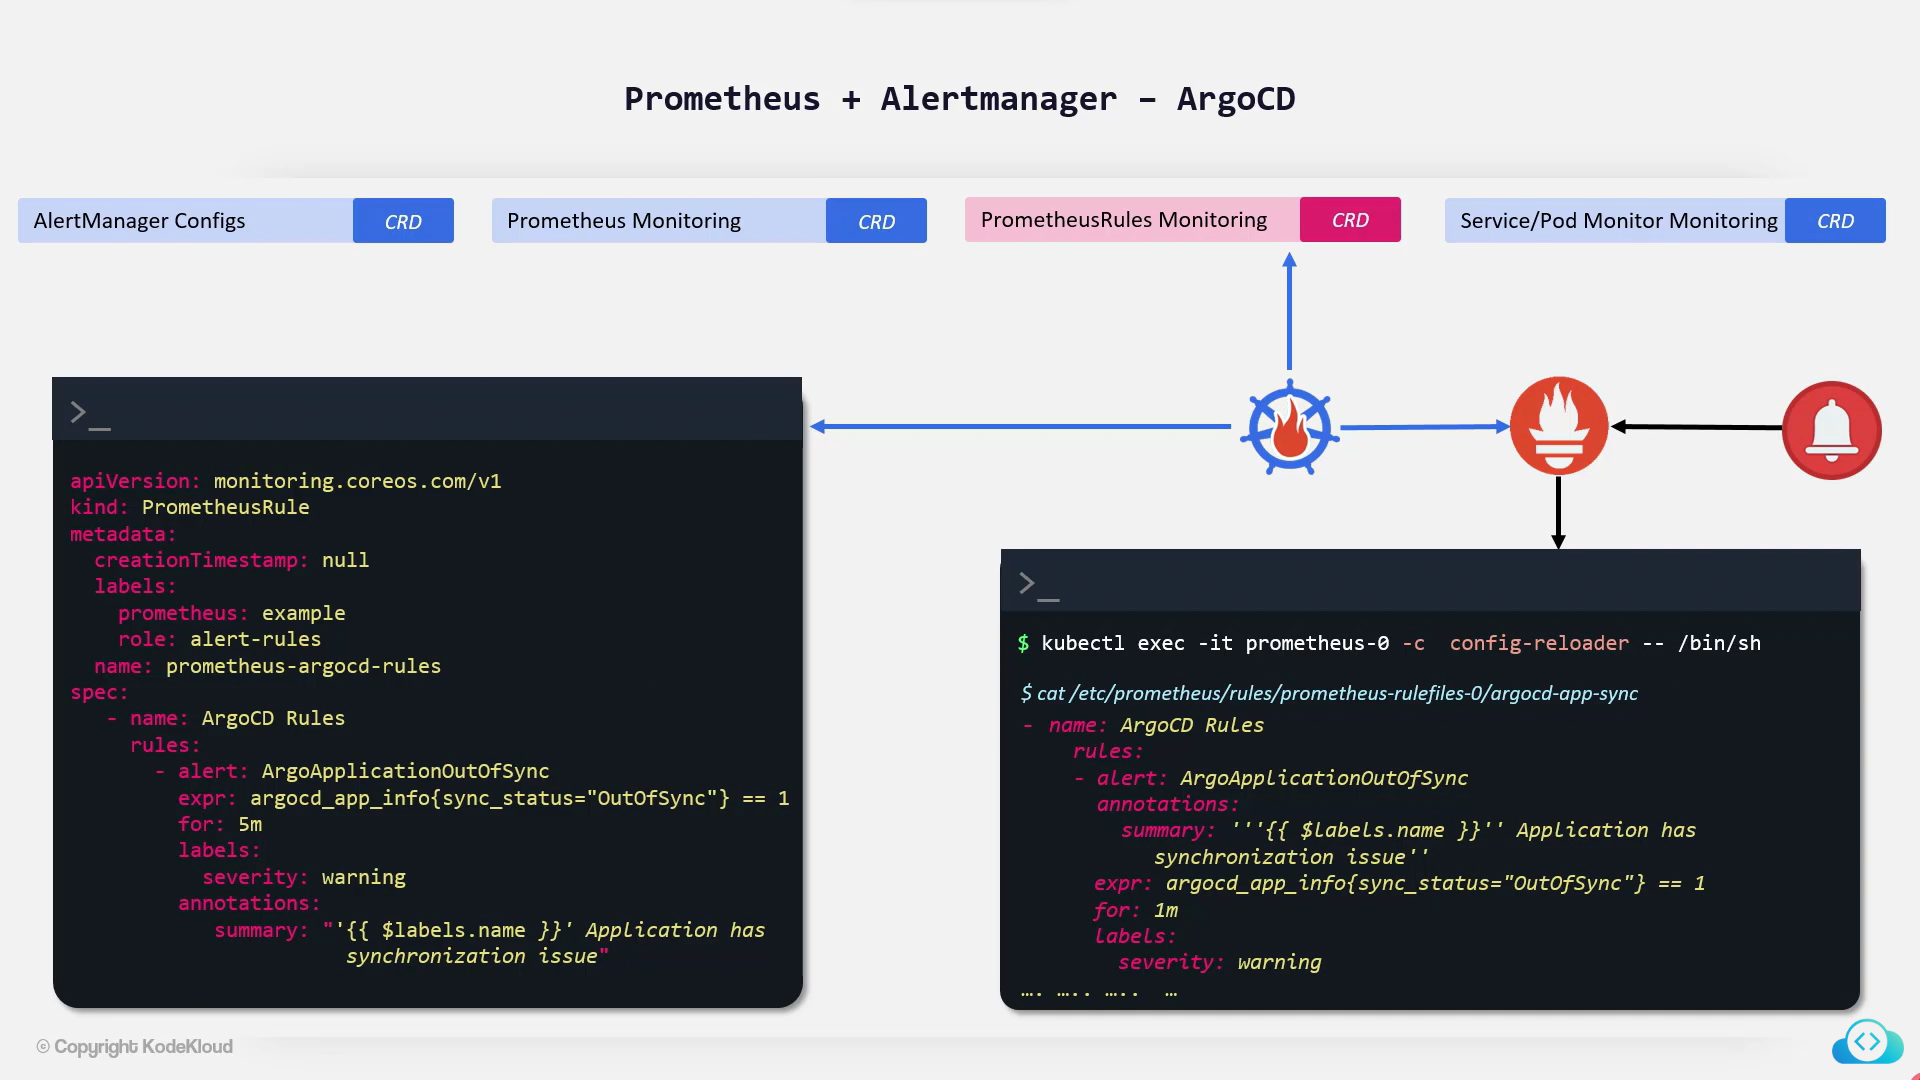 Prometheus + Alertmanager – ArgoCD
AlertManager Configs CRD
Prometheus Monitoring CRD
PrometheusRules Monitoring CRD
Service/Pod Monitor Monitoring CRD
>_
apiVersion: monitoring.coreos.com/v1
kind: PrometheusRule
metadata:
  creationTimestamp: null
  labels:
    prometheus: example
    role: alert-rules
  name: prometheus-argocd-rules
spec:
   - name: ArgoCD Rules
     rules:
       - alert: ArgoApplicationOutOfSync
         expr: argocd_app_info{sync_status="OutOfSync"} == 1
         for: 5m
         labels:
           severity: warning
         annotations:
            summary: "'{{ $labels.name }}' Application has
                       synchronization issue"
>_
$ kubectl exec -it prometheus-0 -c  config-reloader -- /bin/sh
$ cat /etc/prometheus/rules/prometheus-rulefiles-0/argocd-app-sync
- name: ArgoCD Rules
    rules:
    - alert: ArgoApplicationOutOfSync
      annotations:
        summary: '''{{ $labels.name }}'' Application has
           synchronization issue''
      expr: argocd_app_info{sync_status="OutOfSync"} == 1
      for: 1m
      labels:
        severity: warning
…. ….. ….. …
© Copyright KodeKloud